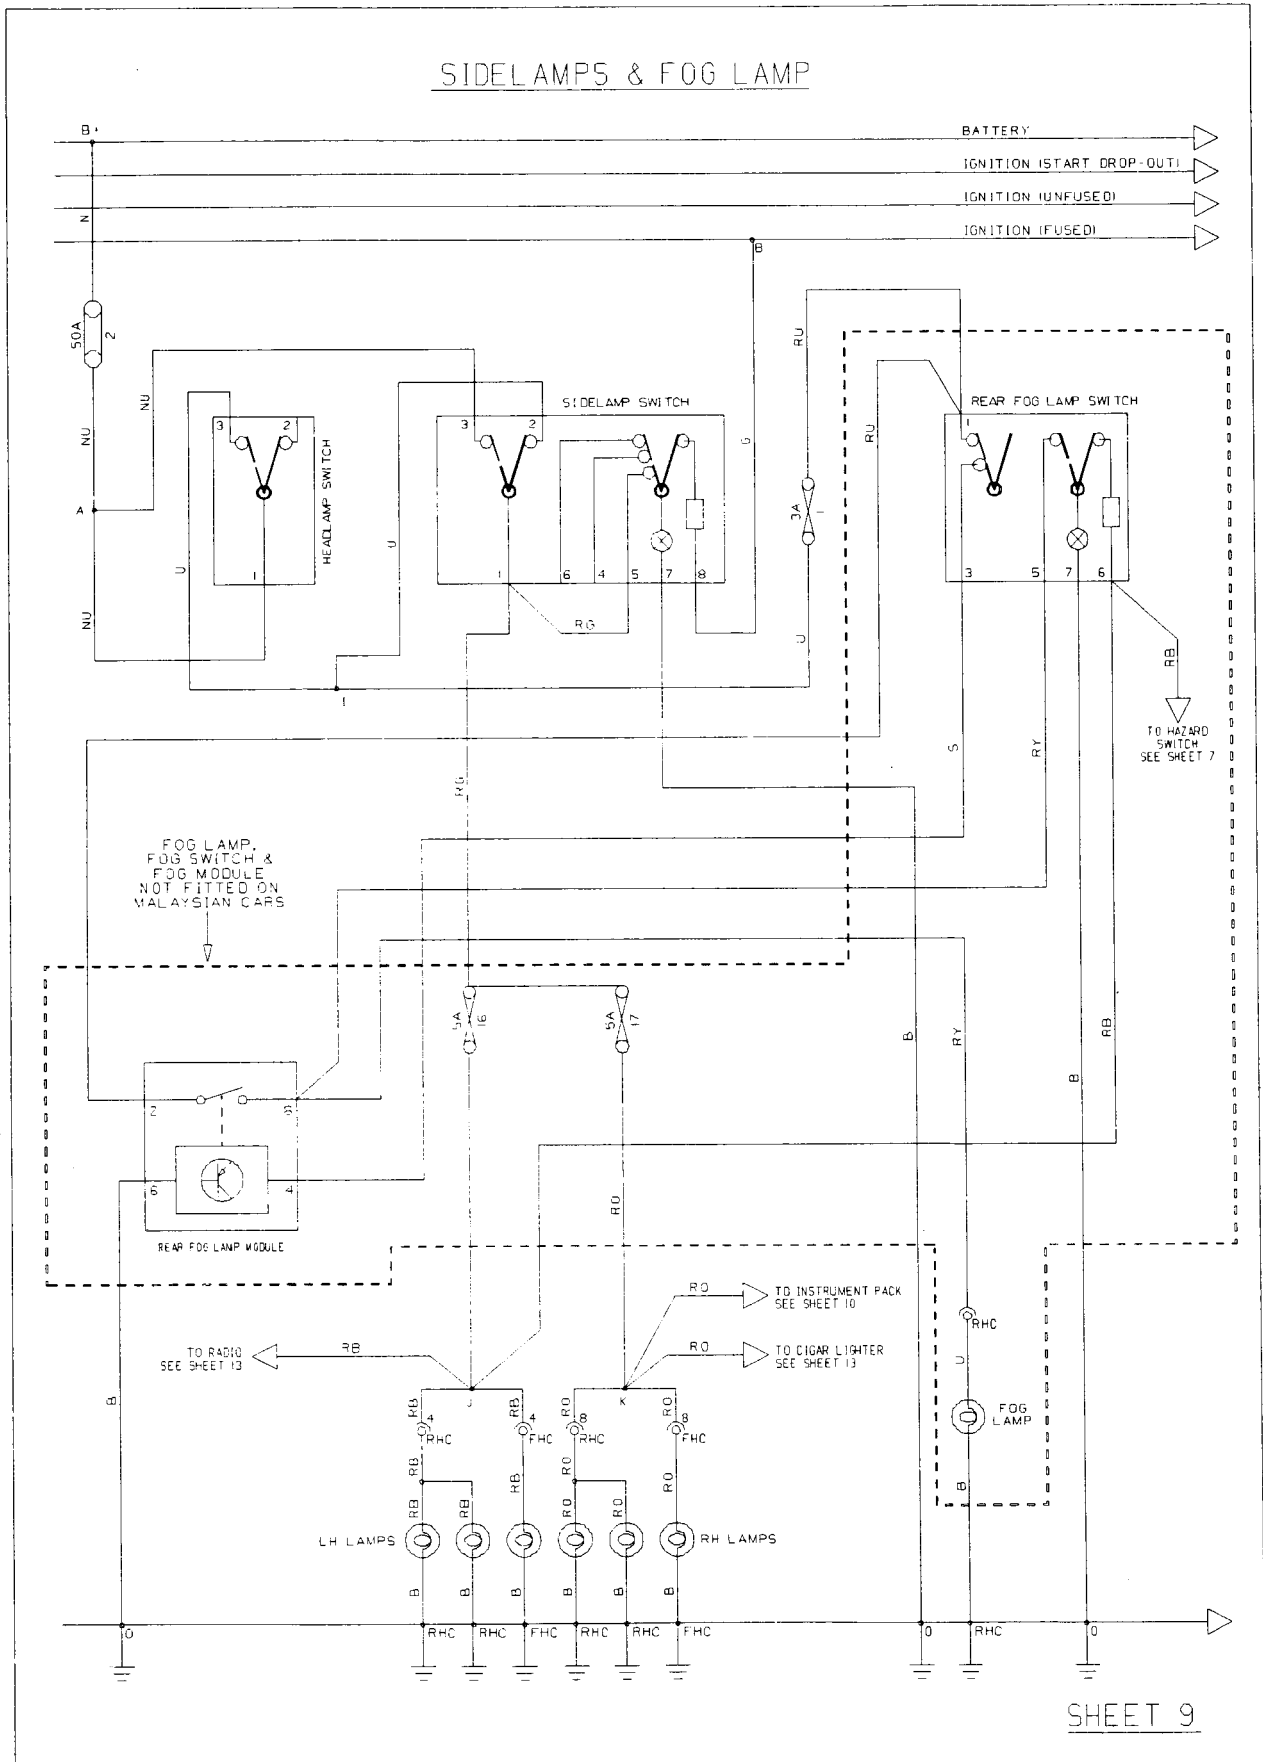 SIDELAMPS & FOG LAMP
B+
BATTERY
IGNITION (START DROP-OUT)
IGNITION (UNFUSED)
IGNITION (FUSED)
N
B
50A
2
RU
NU
NU
SIDELAMP SWITCH
REAR FOG LAMP SWITCH
3
2
3
2
1
RU
G
HEADLAMP SWITCH
A
3A
1
U
U
1
1
6
4
5
7
8
3
5
7
6
NU
RG
U
RB
1
TO HAZARD
SWITCH
SEE SHEET 7
S
RY
RG
FOG LAMP,
FOG SWITCH &
FOG MODULE
NOT FITTED ON
MALAYSIAN CARS
5A
16
5A
17
B
RY
RB
B
2
8
6
4
RO
REAR FOG LAMP MODULE
RO
TO INSTRUMENT PACK
SEE SHEET 10
RHC
TO RADIO
SEE SHEET 13
RB
RO
TO CIGAR LIGHTER
SEE SHEET 13
U
B
J
K
RB
4
RHC
RB
4
FHC
RO
8
RHC
RO
8
FHC
FOG
LAMP
RB
RB
RO
RO
B
RB
RB
RO
RO
LH LAMPS
RH LAMPS
B
B
B
B
B
B
O
RHC
RHC
FHC
RHC
RHC
FHC
O
RHC
O
SHEET 9